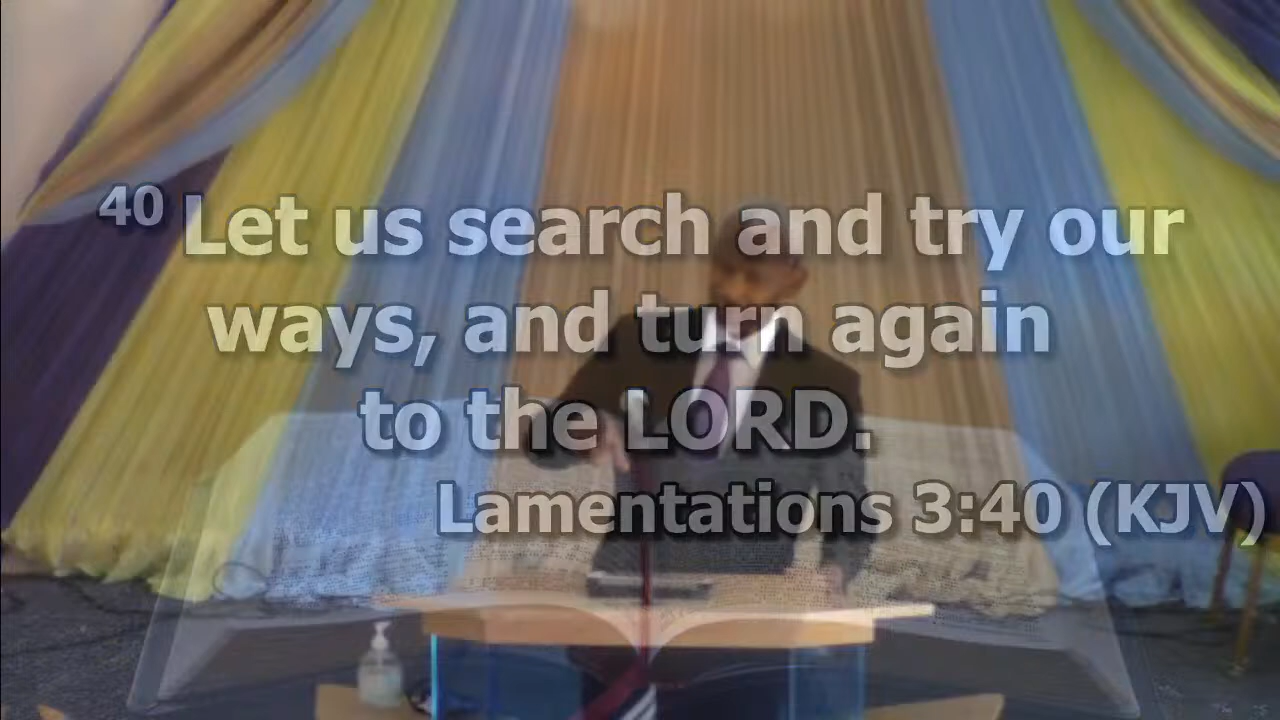 40 Let us search and try our
ways, and turn again
to the LORD.
Lamentations 3:40 (KJV)